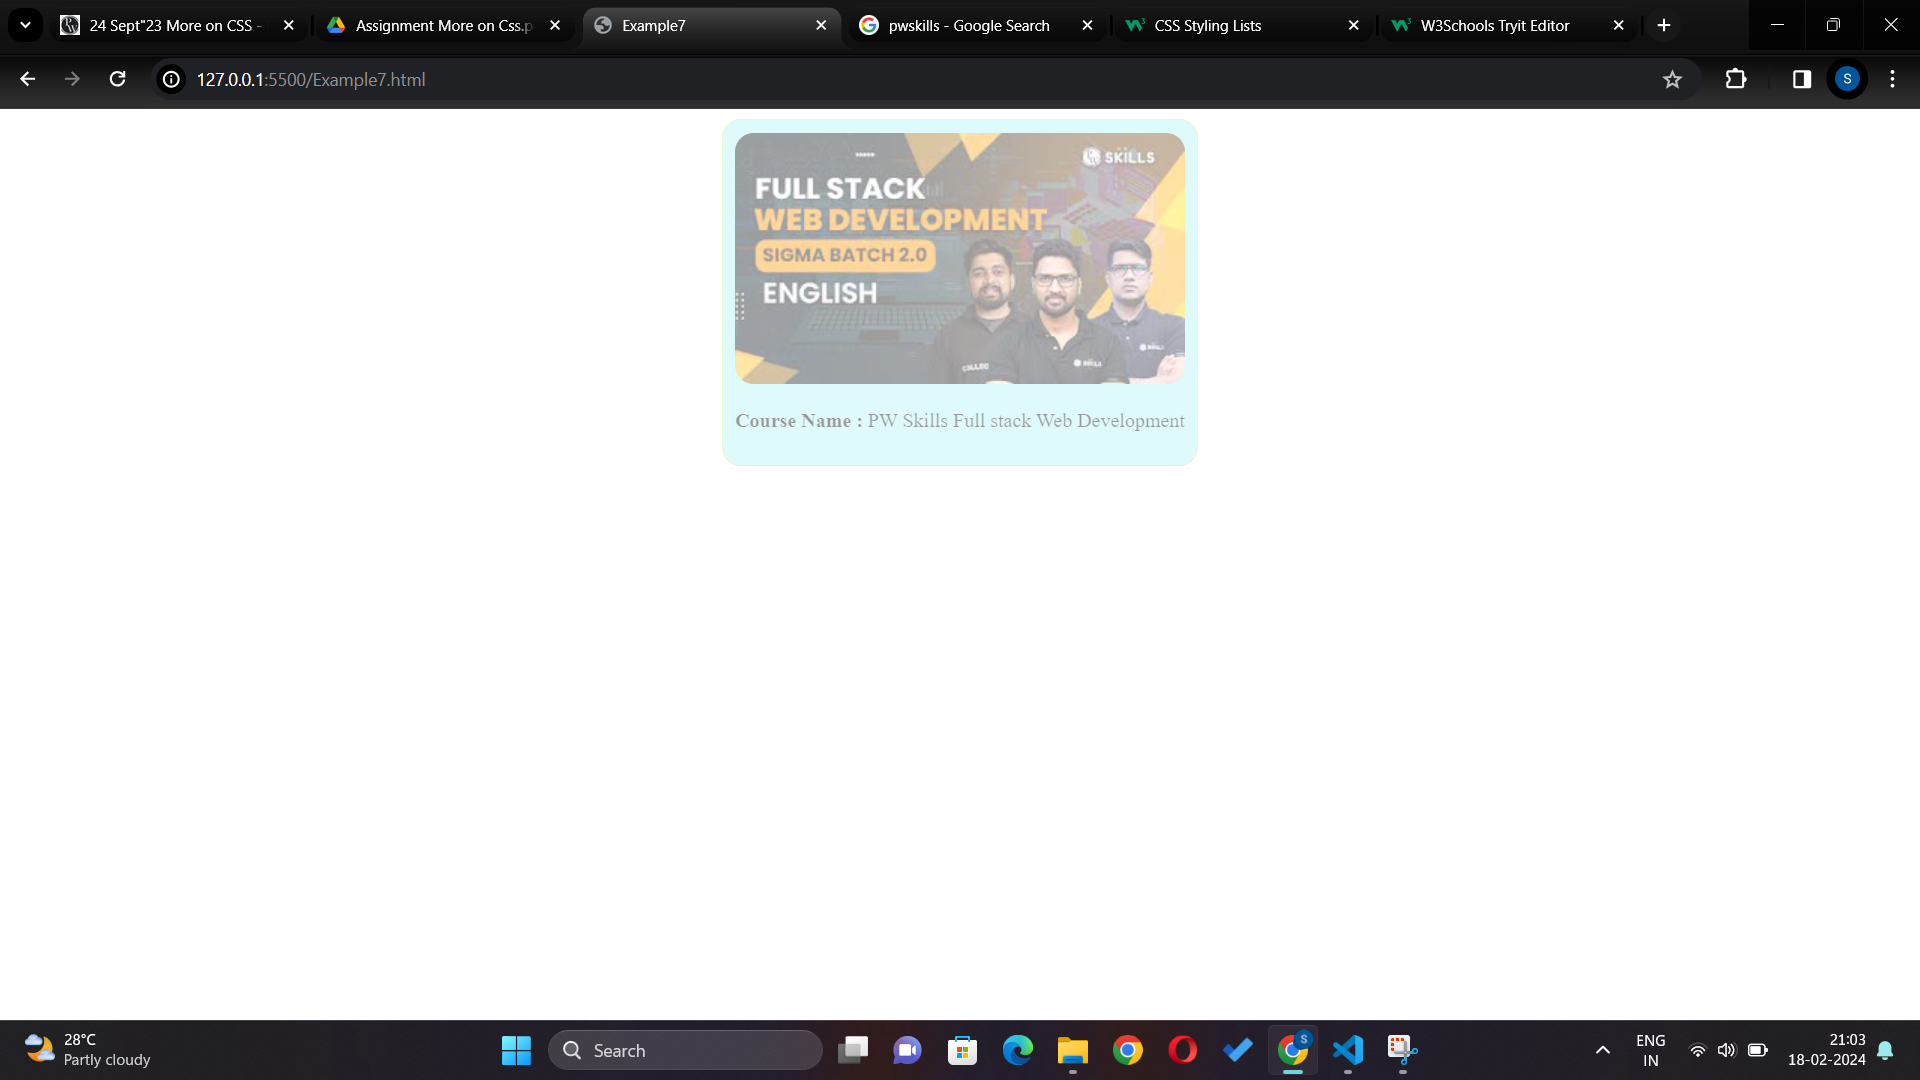 24 Sept"23 More on CSS -
Assignment More on Css.p
Example7
pwskills - Google Search
CSS Styling Lists
W3Schools Tryit Editor
127.0.0.1:5500/Example7.html
S
SKILLS
FULL STACK
WEB DEVELOPMENT
SIGMA BATCH 2.0
ENGLISH
Course Name : PW Skills Full stack Web Development
28°C
Partly cloudy
Search
S
ENG
IN
21:03
18-02-2024